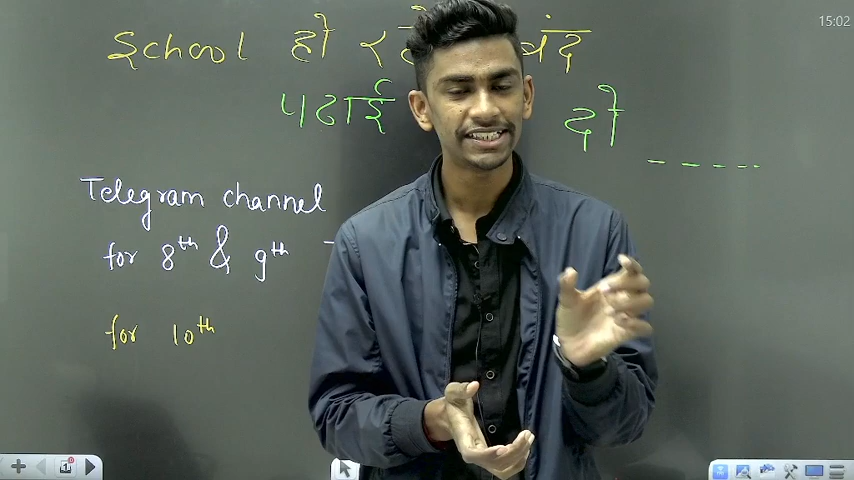 15:02
School हो र बंद
पढाई दो -----
Telegram channel
for 8th & 9th
for 10th